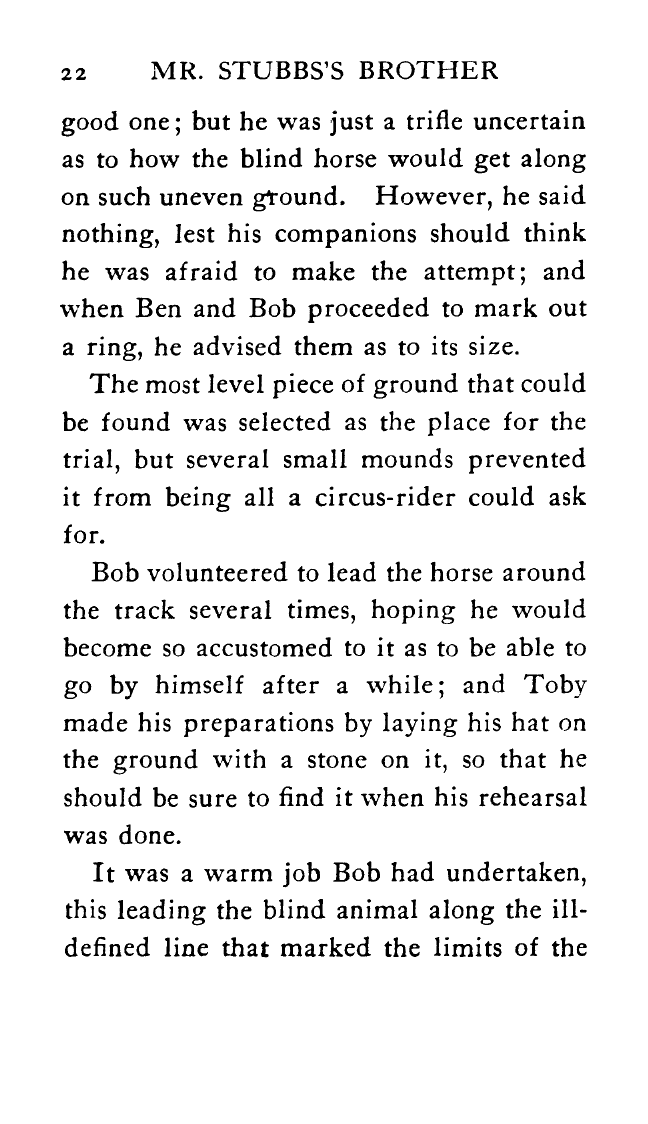 22 MR. STUBBS'S BROTHER
good one; but he was just a trifle uncertain
as to how the blind horse would get along
on such uneven ground. However, he said
nothing, lest his companions should think
he was afraid to make the attempt; and
when Ben and Bob proceeded to mark out
a ring, he advised them as to its size.
The most level piece of ground that could
be found was selected as the place for the
trial, but several small mounds prevented
it from being all a circus-rider could ask
for.
Bob volunteered to lead the horse around
the track several times, hoping he would
become so accustomed to it as to be able to
go by himself after a while; and Toby
made his preparations by laying his hat on
the ground with a stone on it, so that he
should be sure to find it when his rehearsal
was done.
It was a warm job Bob had undertaken,
this leading the blind animal along the ill-
defined line that marked the limits of the